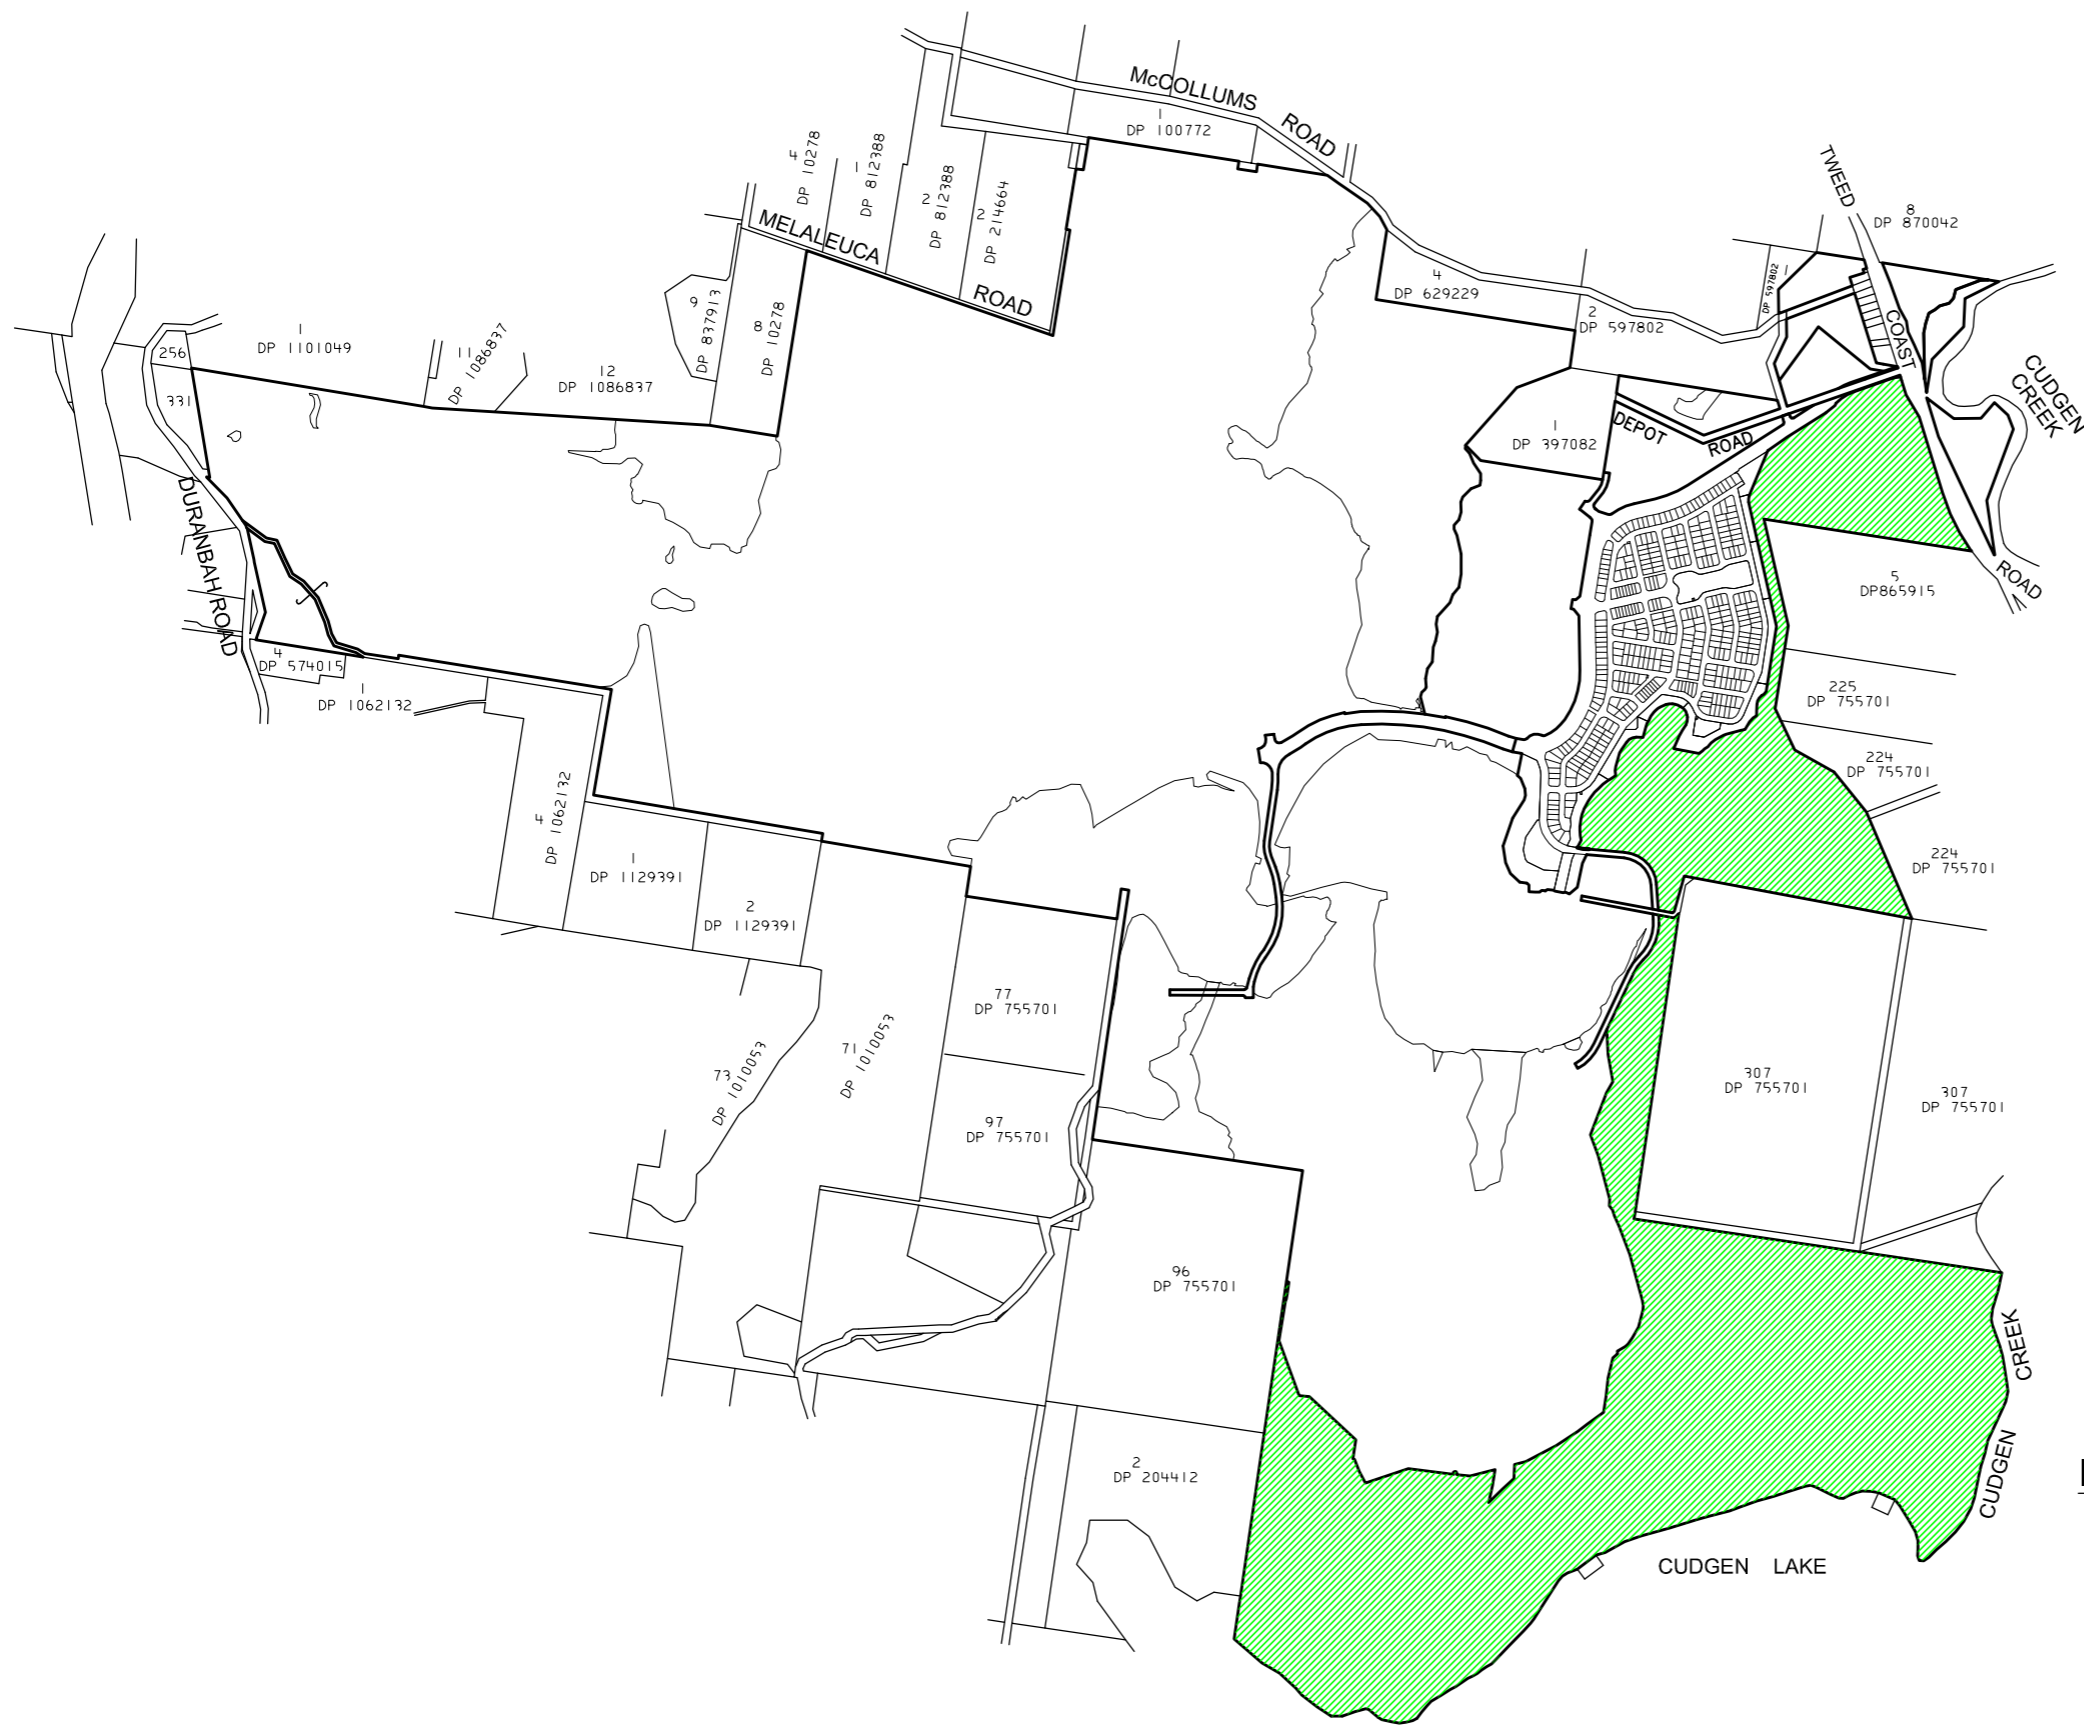 McCOLLUMS
ROAD
1
DP 100772
4
DP 10278
1
DP 812388
2
DP 812388
2
DP 214664
MELALEUCA
ROAD
TWEED
COAST
ROAD
8
DP 870042
1
DP 597802
CUDGEN
CREEK
4
DP 629229
2
DP 597802
9
DP 837913
8
DP 10278
256
331
1
DP 1101049
11
DP 1086837
12
DP 1086837
1
DP 397082
DEPOT
ROAD
DURANBAH ROAD
5
DP865915
4
DP 574015
1
DP 1062132
225
DP 755701
224
DP 755701
4
DP 1062132
1
DP 1129391
2
DP 1129391
224
DP 755701
77
DP 755701
71
DP 1010053
73
DP 1010053
97
DP 755701
307
DP 755701
307
DP 755701
96
DP 755701
CREEK
CUDGEN
2
DP 204412
CUDGEN LAKE